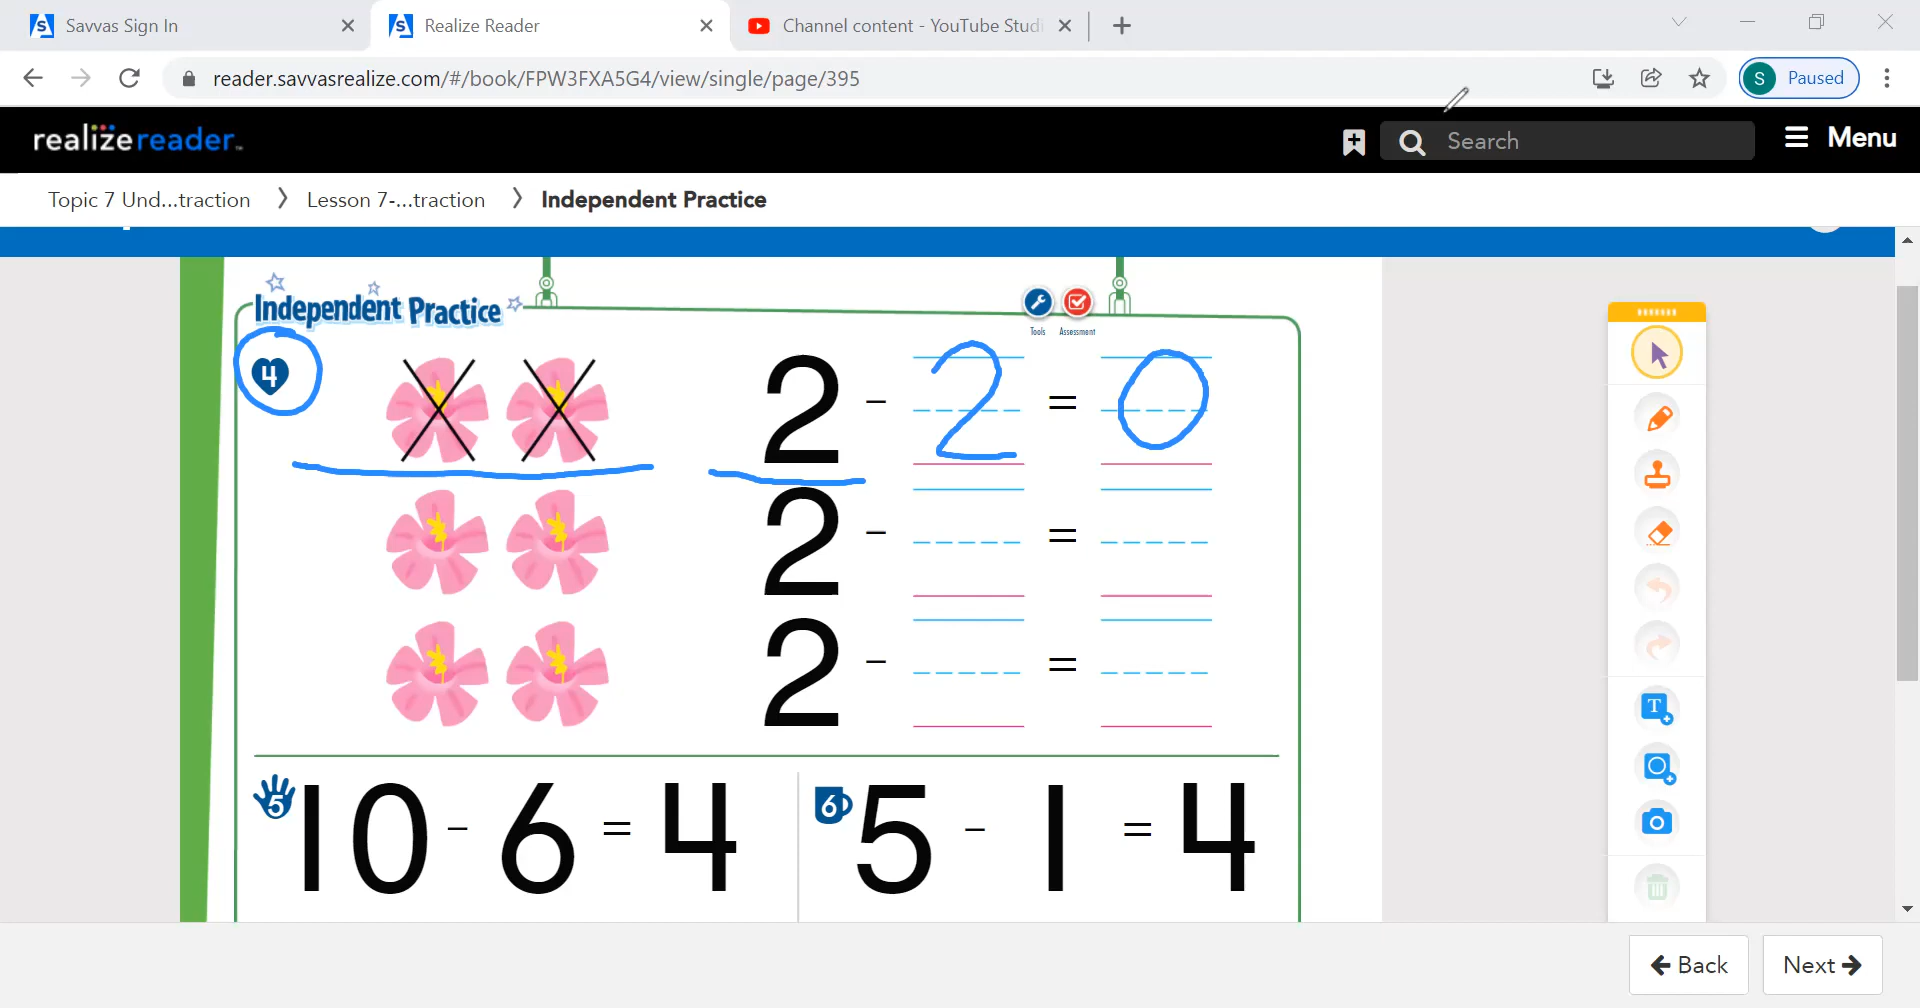 Savvas Sign In
Realize Reader
Channel content - YouTube Studi
reader.savvasrealize.com/#/book/FPW3FXA5G4/view/single/page/395
S Paused
realize reader™
Search
Menu
Topic 7 Und...traction > Lesson 7-...traction > Independent Practice
Independent Practice
Tools Assessment
4
2 - 2 = 0
2 - =
2 - =
5 10 - 6 = 4
6 5 - 1 = 4
T
Back
Next